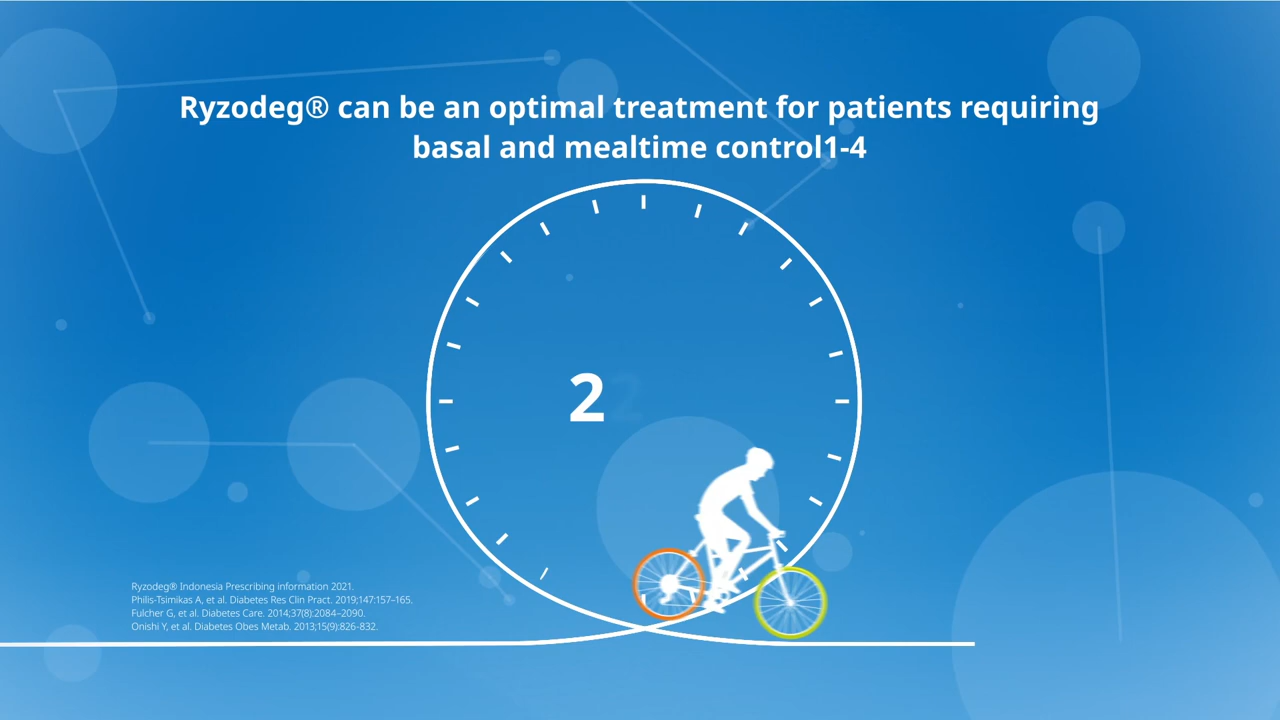 Ryzodeg® can be an optimal treatment for patients requiring
basal and mealtime control1-4
2
Ryzodeg® Indonesia Prescribing information 2021.
Philis-Tsimikas A, et al. Diabetes Res Clin Pract. 2019;147:157–165.
Fulcher G, et al. Diabetes Care. 2014;37(8):2084–2090.
Onishi Y, et al. Diabetes Obes Metab. 2013;15(9):826-832.